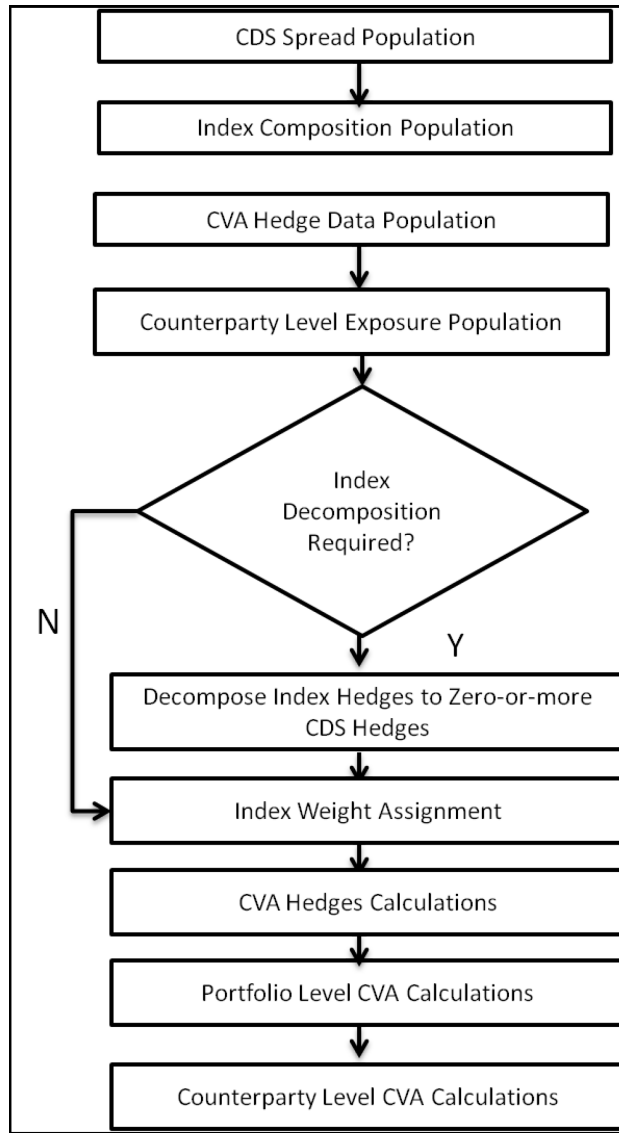 CDS Spread Population
Index Composition Population
CVA Hedge Data Population
Counterparty Level Exposure Population
Index
Decomposition
Required?
N
Y
Decompose Index Hedges to Zero-or-more
CDS Hedges
Index Weight Assignment
CVA Hedges Calculations
Portfolio Level CVA Calculations
Counterparty Level CVA Calculations